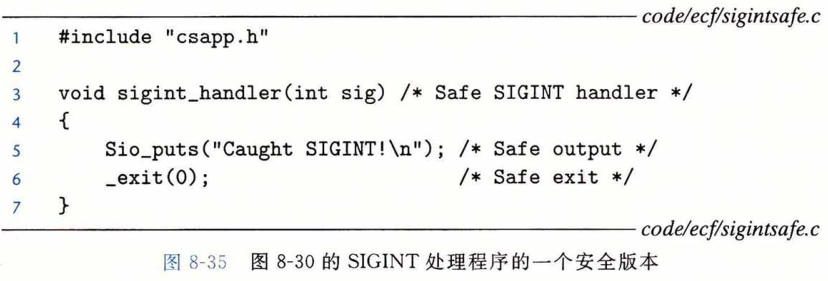 code/ecf/sigintsafe.c
1 #include "csapp.h"
2
3 void sigint_handler(int sig) /* Safe SIGINT handler */
4 {
5     Sio_puts("Caught SIGINT!\n"); /* Safe output */
6     _exit(0);                     /* Safe exit */
7 }
code/ecf/sigintsafe.c
图 8-35 图 8-30 的 SIGINT 处理程序的一个安全版本